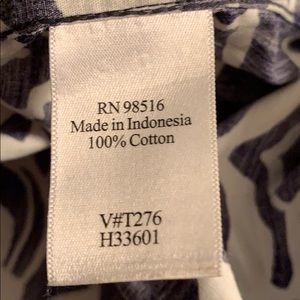 RN 98516
Made in Indonesia
100% Cotton
V#T276
H33601